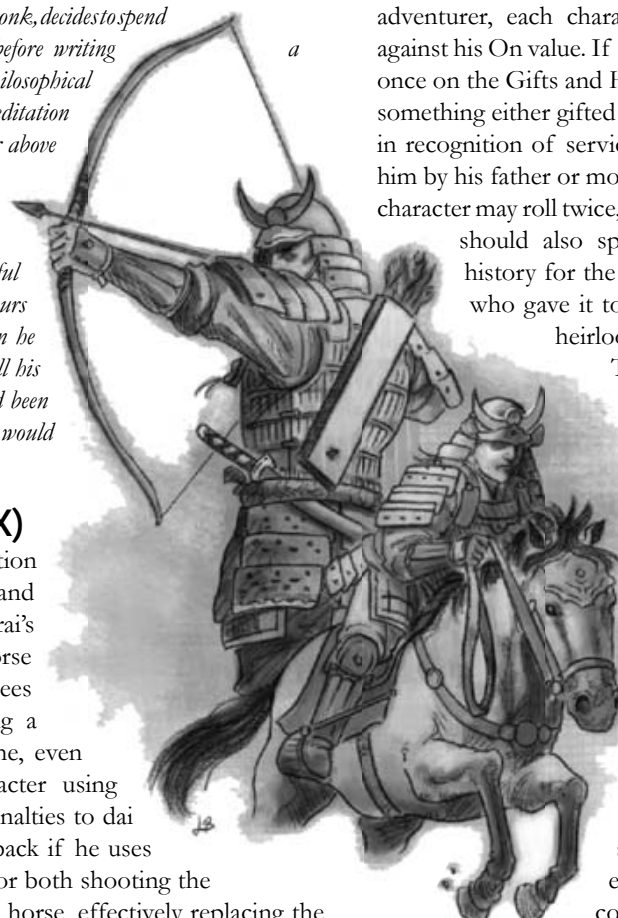 onk, decides to spend
before writing a
ilosophical
editation
r above
ful
urs
n he
ll his
d been
would
X)
tion
and
rai's
orse
ees
g a
ne, even
acter using
nalties to dai
back if he uses
or both shooting the
horse, effectively replacing the
adventurer, each chara
against his On value. If
once on the Gifts and H
something either gifted
in recognition of servic
him by his father or mo
character may roll twice,
should also sp
history for the
who gave it to
heirloo
T
e
co